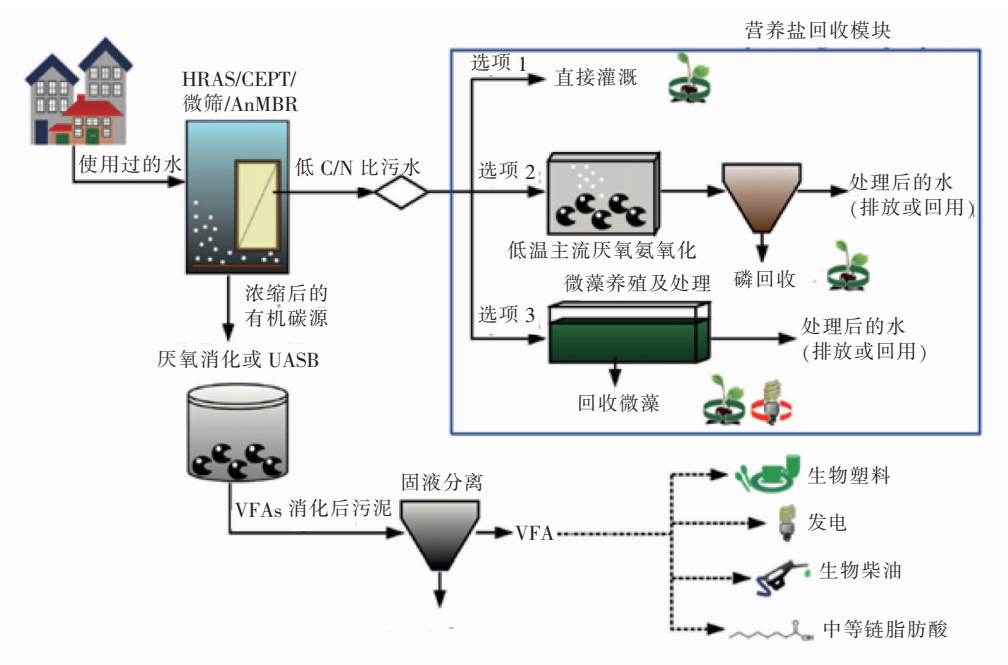 营养盐回收模块
HRAS/CEPT/
微筛/AnMBR
选项 1
直接灌溉
使用过的水
低 C/N 比污水
选项 2
处理后的水
(排放或回用)
低温主流厌氧氨氧化
磷回收
浓缩后的
有机碳源
微藻养殖及处理
选项 3
处理后的水
(排放或回用)
厌氧消化或 UASB
回收微藻
固液分离
VFAs 消化后污泥
VFA
生物塑料
发电
生物柴油
O
OH
中等链脂肪酸